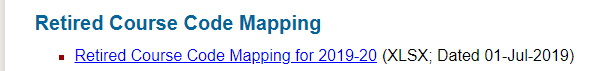 Retired Course Code Mapping
Retired Course Code Mapping for 2019-20 (XLSX; Dated 01-Jul-2019)